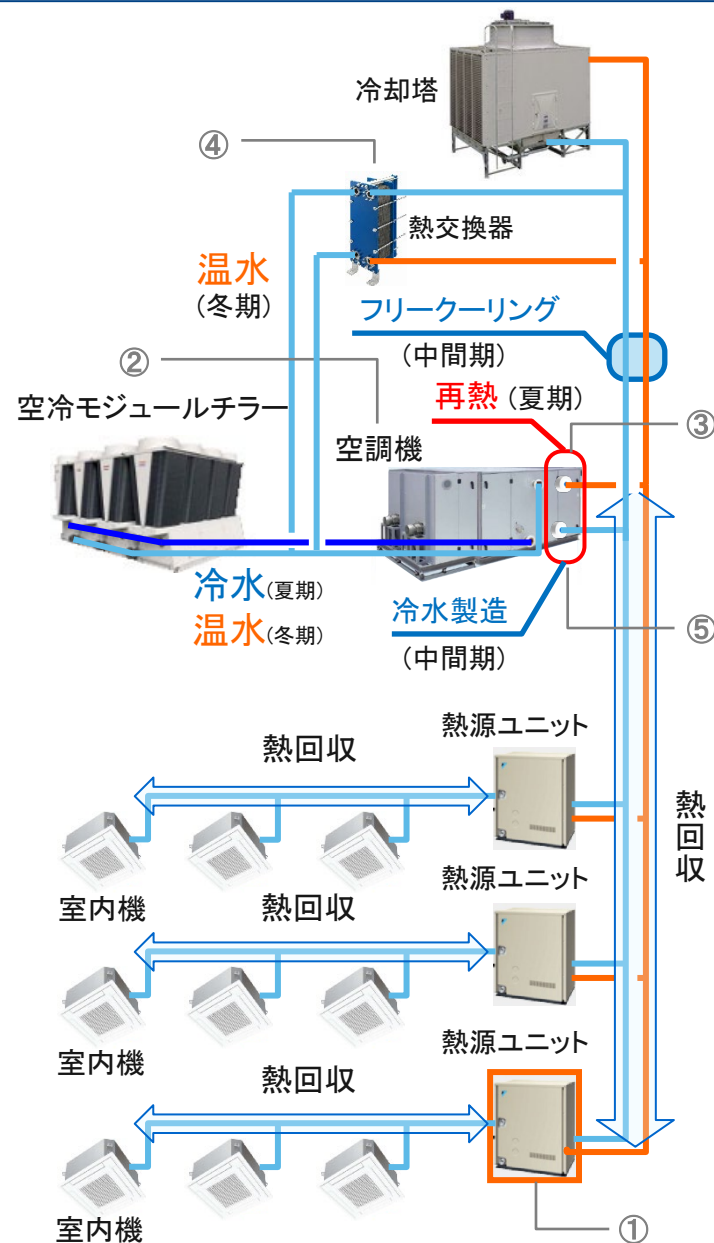 冷却塔
④
熱交換器
温水
(冬期)
フリークーリング
(中間期)
②
再熱 (夏期)
③
空冷モジュールチラー
空調機
冷水(夏期)
温水(冬期)
冷水製造
(中間期)
⑤
熱源ユニット
熱回収
熱回収
室内機
熱源ユニット
熱回収
室内機
熱源ユニット
熱回収
室内機
①